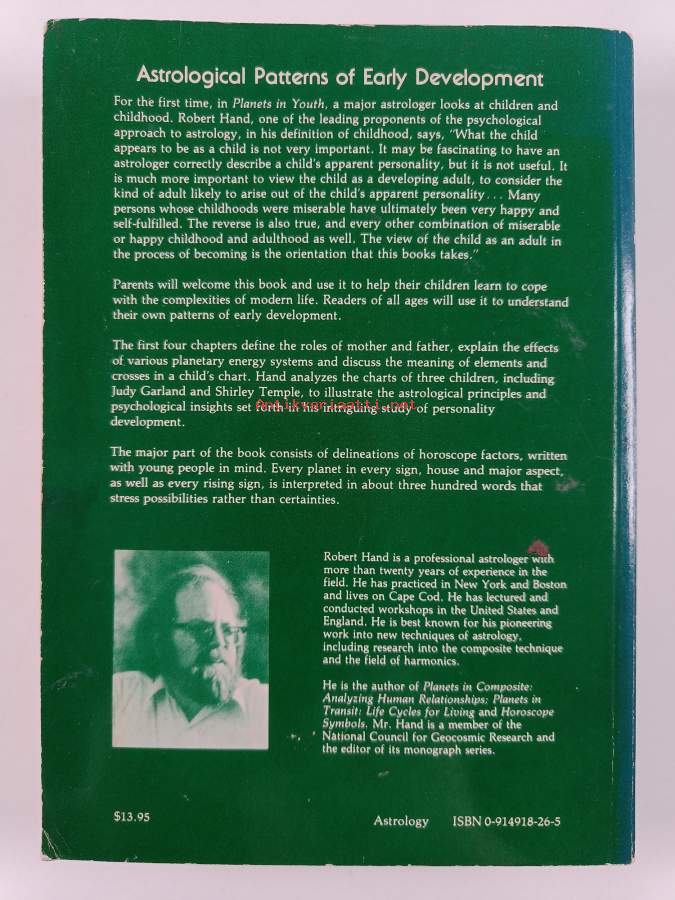 Astrological Patterns of Early Development
For the first time, in Planets in Youth, a major astrologer looks at children and
childhood. Robert Hand, one of the leading proponents of the psychological
approach to astrology, in his definition of childhood, says, "What the child
appears to be as a child is not very important. It may be fascinating to have an
astrologer correctly describe a child's apparent personality, but it is not useful. It
is much more important to view the child as a developing adult, to consider the
kind of adult likely to arise out of the child's apparent personality... Many
persons whose childhoods were miserable have ultimately been very happy and
self-fulfilled. The reverse is also true, and every other combination of miserable
or happy childhood and adulthood as well. The view of the child as an adult in
the process of becoming is the orientation that this books takes."
Parents will welcome this book and use it to help their children learn to cope
with the complexities of modern life. Readers of all ages will use it to understand
their own patterns of early development.
The first four chapters define the roles of mother and father, explain the effects
of various planetary energy systems and discuss the meaning of elements and
crosses in a child's chart. Hand analyzes the charts of three children, including
Judy Garland and Shirley Temple, to illustrate the astrological principles and
psychological insights set forth in his intriguing study of personality
Antikvariaatti.net
development.
The major part of the book consists of delineations of horoscope factors, written
with young people in mind. Every planet in every sign, house and major aspect,
as well as every rising sign, is interpreted in about three hundred words that
stress possibilities rather than certainties.
Robert Hand is a professional astrologer with
more than twenty years of experience in the
field. He has practiced in New York and Boston
and lives on Cape Cod. He has lectured and
conducted workshops in the United States and
England. He is best known for his pioneering
work into new techniques of astrology,
including research into the composite technique
and the field of harmonics.
He is the author of Planets in Composite:
Analyzing Human Relationships; Planets in
Transit: Life Cycles for Living and Horoscope
Symbols. Mr. Hand is a member of the
National Council for Geocosmic Research and
the editor of its monograph series.
$13.95
Astrology ISBN 0-914918-26-5